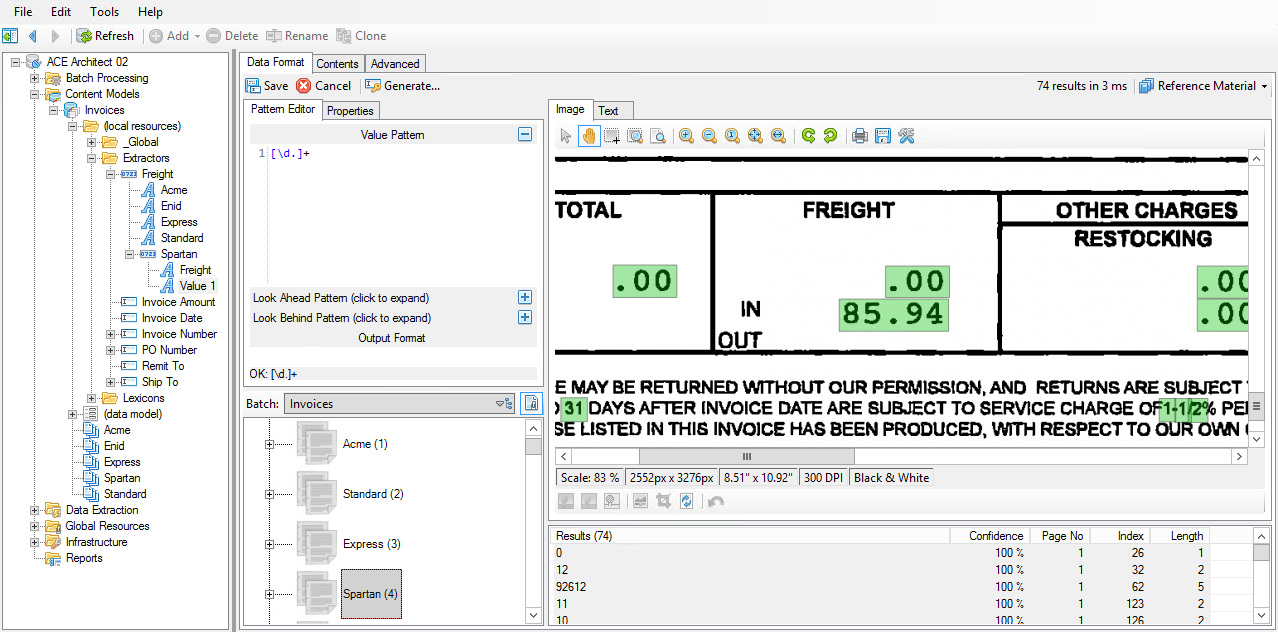 File Edit Tools Help
Refresh Add Delete Rename Clone
ACE Architect 02
Batch Processing
Content Models
Invoices
(local resources)
_Global
Extractors
Freight
Acme
Enid
Express
Standard
Spartan
Freight
Value 1
Invoice Amount
Invoice Date
Invoice Number
PO Number
Remit To
Ship To
Lexicons
(data model)
Acme
Enid
Express
Spartan
Standard
Data Extraction
Global Resources
Infrastructure
Reports
Data Format Contents Advanced
Save Cancel Generate...
74 results in 3 ms Reference Material
Pattern Editor Properties
Value Pattern
1 [\d.]+
Look Ahead Pattern (click to expand)
Look Behind Pattern (click to expand)
Output Format
OK: [\d.]+
Batch: Invoices
Acme (1)
Standard (2)
Express (3)
Spartan (4)
Image Text
TOTAL FREIGHT OTHER CHARGES
RESTOCKING
.00 .00 .00
IN 85.94 .00
OUT
E MAY BE RETURNED WITHOUT OUR PERMISSION, AND RETURNS ARE SUBJECT
31 DAYS AFTER INVOICE DATE ARE SUBJECT TO SERVICE CHARGE OF 1-1/2% PE
SE LISTED IN THIS INVOICE HAS BEEN PRODUCED, WITH RESPECT TO OUR OWN
Scale: 83 % 2552px x 3276px 8.51" x 10.92" 300 DPI Black & White
Results (74) Confidence Page No Index Length
0 100 % 1 26 1
12 100 % 1 32 2
92612 100 % 1 62 5
11 100 % 1 123 2
10 100 % 1 126 2